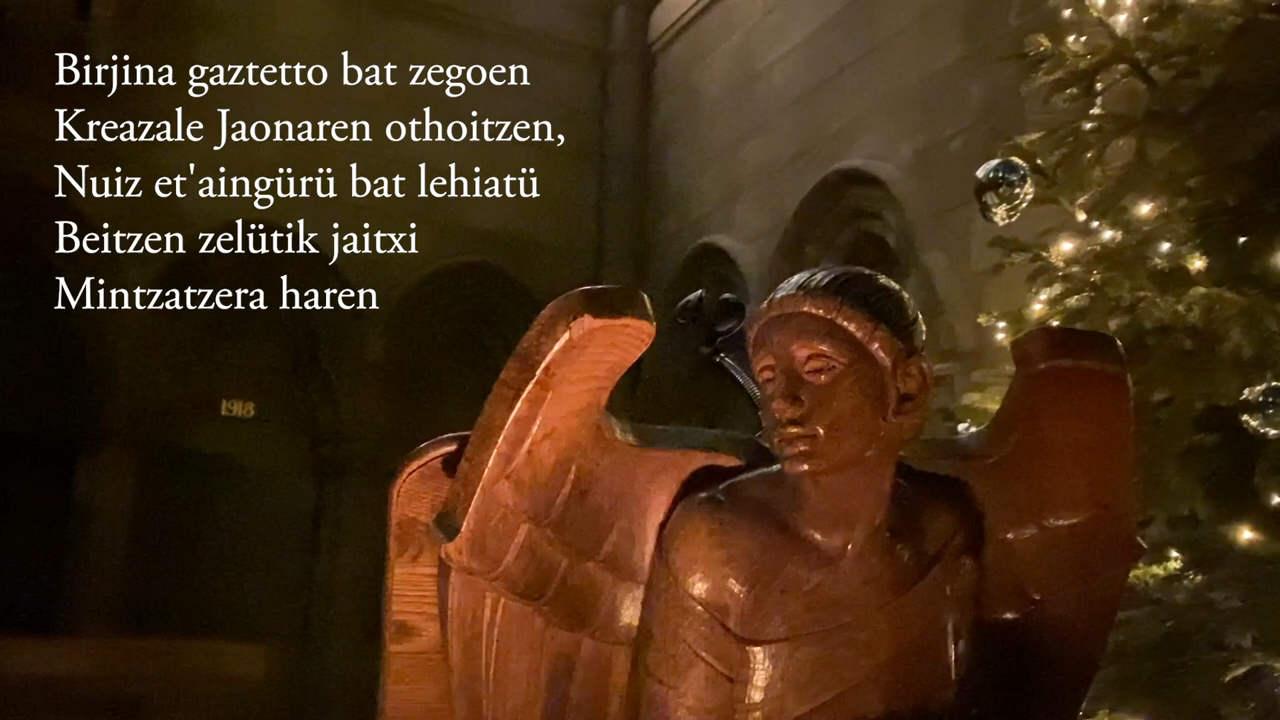 Birjina gaztetto bat zegoen
Kreazale Jaonaren othoitzen,
Nuiz et'aingürü bat lehiatü
Beitzen zelütik jaitxi
Mintzatzera haren
1918